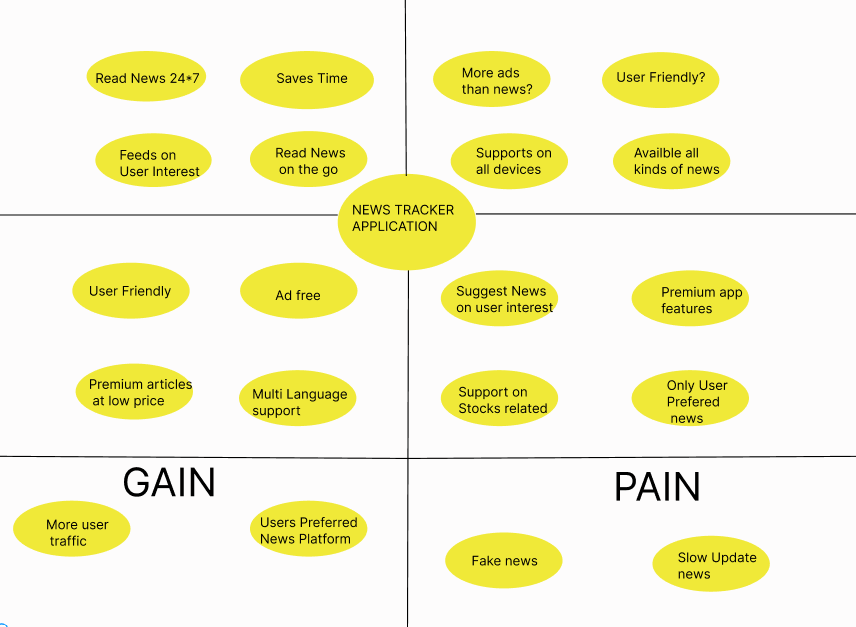 Read News 24*7
Saves Time
More ads
than news?
User Friendly?
Feeds on
User Interest
Read News
on the go
Supports on
all devices
Availble all
kinds of news
NEWS TRACKER
APPLICATION
User Friendly
Ad free
Suggest News
on user interest
Premium app
features
Premium articles
at low price
Multi Language
support
Support on
Stocks related
Only User
Prefered
news
GAIN
PAIN
More user
traffic
Users Preferred
News Platform
Fake news
Slow Update
news